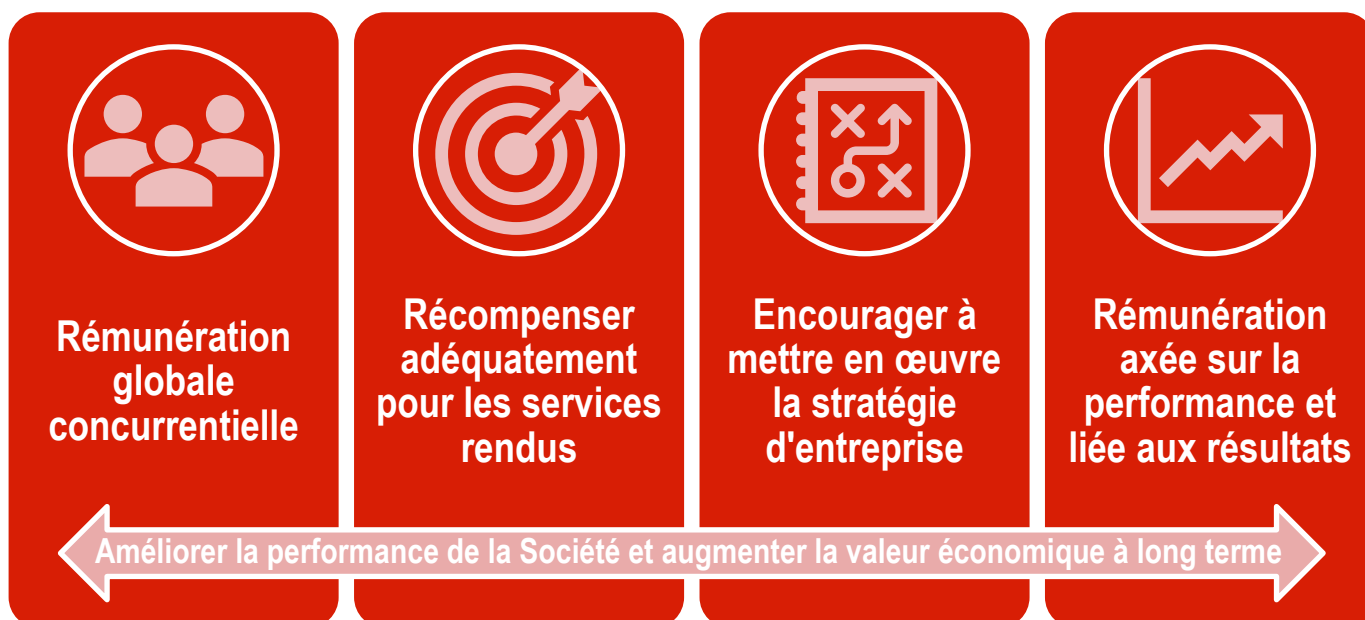 Rémunération
globale
concurrentielle
Récompenser
adéquatement
pour les services
rendus
Encourager à
mettre en œuvre
la stratégie
d'entreprise
Rémunération
axée sur la
performance et
liée aux résultats
Améliorer la performance de la Société et augmenter la valeur économique à long terme